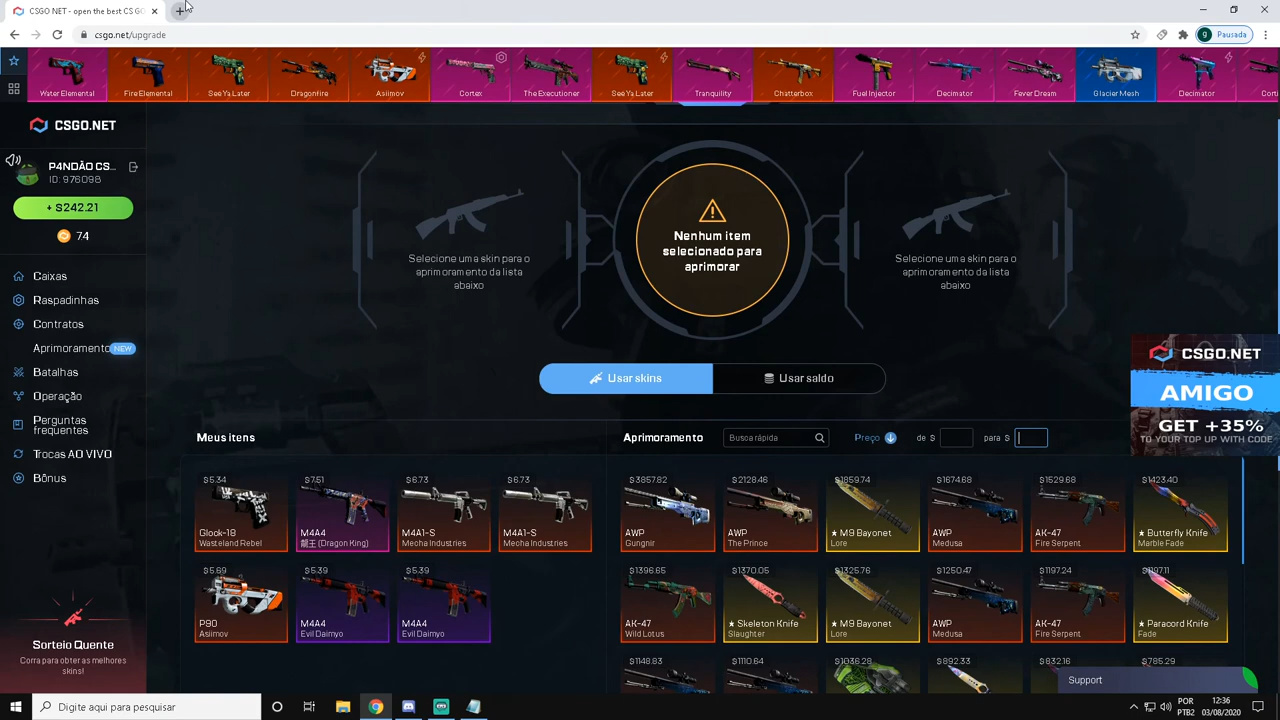 CSGO NET - open the best CS GO
csgo.net/upgrade
Pausada
Water Elemental
Fire Elemental
See Ya Later
Dragonfire
Asiimov
Cortex
The Executioner
See Ya Later
Tranquility
Chatterbox
Fuel Injector
Decimator
Fever Dream
Glacier Mesh
Decimator
CSGO.NET
P4NDÃO CS...
ID: 976098
+ $242.21
74
Caixas
Raspadinhas
Contratos
Aprimoramento NEW
Batalhas
Operação
Perguntas
frequentes
Trocas AO VIVO
Bônus
Sorteio Quente
Corra para obter as melhores
skins!
Selecione uma skin para o
aprimoramento da lista
abaixo
Nenhum item
selecionado para
aprimorar
Selecione uma skin para o
aprimoramento da lista
abaixo
Usar skins
Usar saldo
CSGO.NET
AMIGO
GET +35%
TO YOUR TOP UP WITH CODE
Meus itens
Aprimoramento
Busca rápida
Preço
de $
para $
$5.34
Glock-18
Wasteland Rebel
$7.51
M4A4
龍王 (Dragon King)
$6.73
M4A1-S
Mecha Industries
$6.73
M4A1-S
Mecha Industries
$5.69
P90
Asiimov
$5.39
M4A4
Evil Daimyo
$5.39
M4A4
Evil Daimyo
$3857.82
AWP
Gungnir
$2128.46
AWP
The Prince
$1859.74
★ M9 Bayonet
Lore
$1674.68
AWP
Medusa
$1529.68
AK-47
Fire Serpent
$1423.40
★ Butterfly Knife
Marble Fade
$1396.65
AK-47
Wild Lotus
$1370.05
★ Skeleton Knife
Slaughter
$1325.76
★ M9 Bayonet
Lore
$1250.47
AWP
Medusa
$1197.24
AK-47
Fire Serpent
$1197.11
★ Paracord Knife
Fade
$1148.83
$1110.64
$1036.28
$892.33
$832.16
$785.29
Support
Digite aqui para pesquisar
POR
PTB2
12:36
03/08/2020